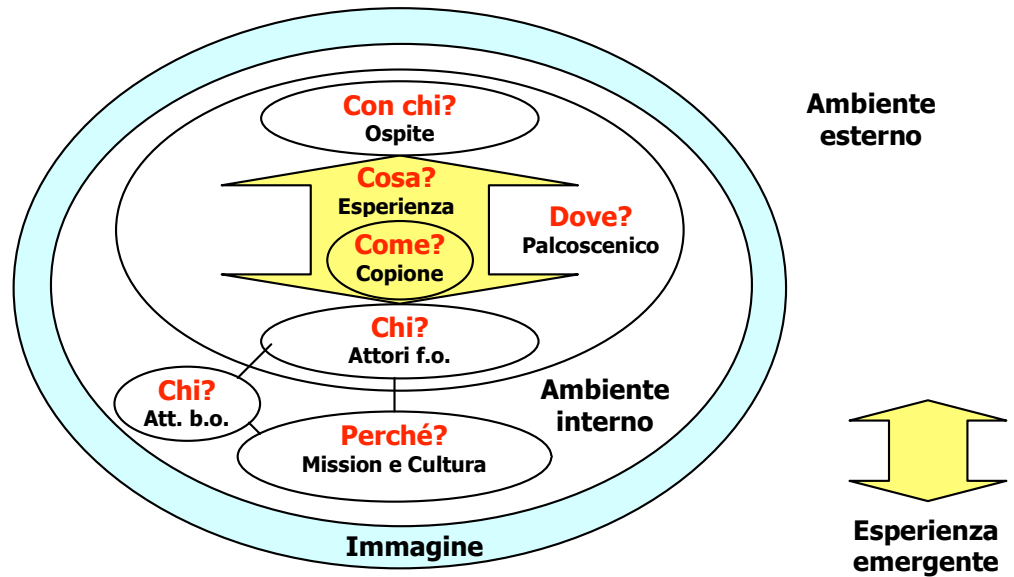 Con chi?
Ospite
Cosa?
Esperienza
Come?
Copione
Dove?
Palcoscenico
Chi?
Attori f.o.
Chi?
Att. b.o.
Perché?
Mission e Cultura
Ambiente
interno
Immagine
Ambiente
esterno
Esperienza
emergente